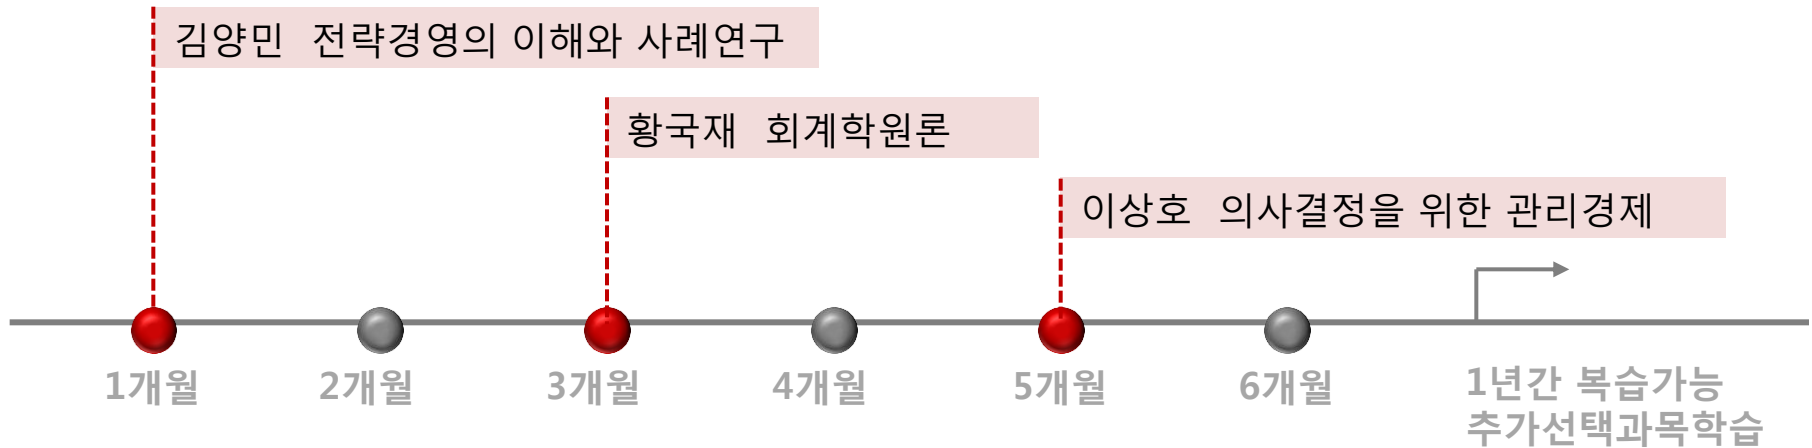 김양민 전략경영의 이해와 사례연구
황국재 회계학원론
이상호 의사결정을 위한 관리경제
1개월 2개월 3개월 4개월 5개월 6개월
1년간 복습가능
추가선택과목학습